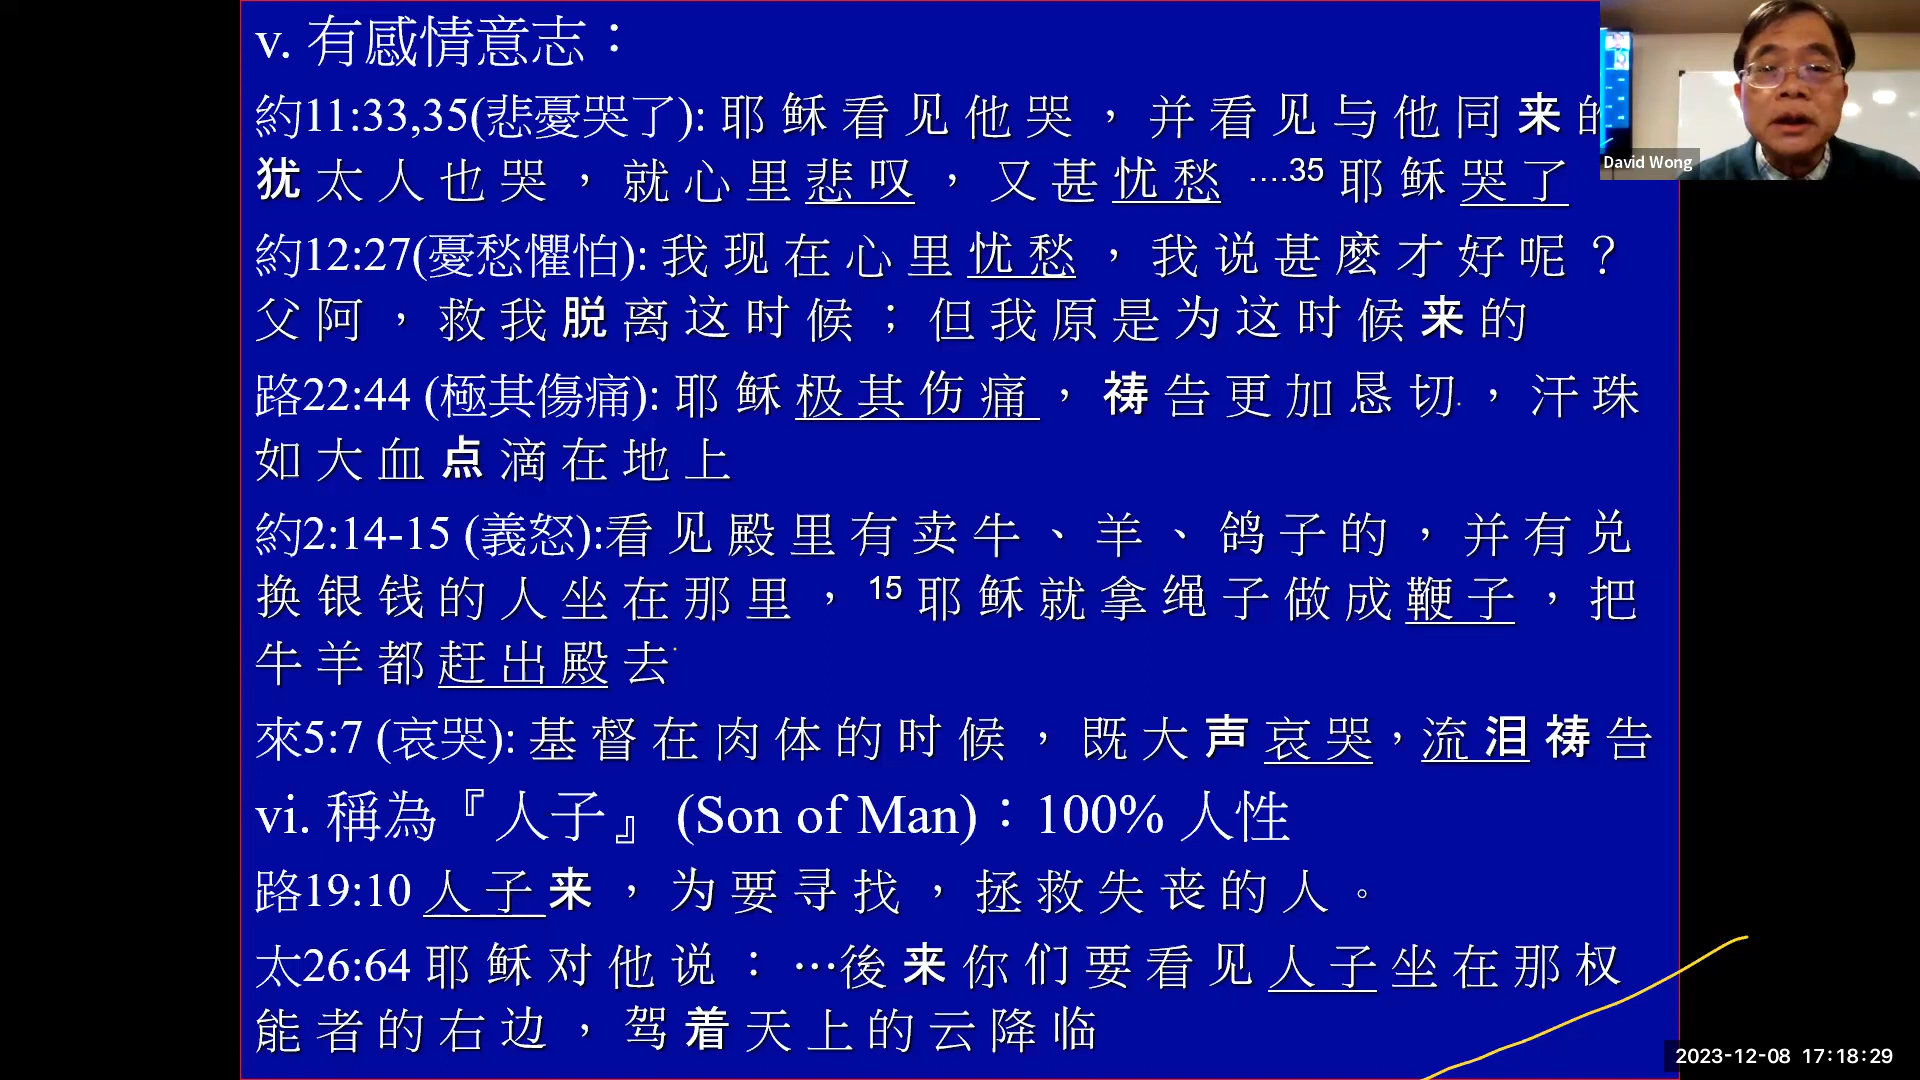 v. 有感情意志：
約11:33,35(悲憂哭了): 耶稣看见他哭，并看见与他同来的
犹太人也哭，就心里悲叹，又甚忧愁 ....35 耶稣哭了
約12:27(憂愁懼怕): 我现在心里忧愁，我说甚麽才好呢？
父阿，救我脱离这时候；但我原是为这时候来的
路22:44 (極其傷痛): 耶稣极其伤痛，祷告更加恳切，汗珠
如大血点滴在地上
約2:14-15 (義怒):看见殿里有卖牛、羊、鸽子的，并有兑
换银钱的人坐在那里，15 耶稣就拿绳子做成鞭子，把
牛羊都赶出殿去
來5:7 (哀哭): 基督在肉体的时候，既大声哀哭，流泪祷告
vi. 稱為『人子』 (Son of Man)：100% 人性
路19:10 人子来，为要寻找，拯救失丧的人。
太26:64 耶稣对他说：…後来你们要看见人子坐在那权
能者的右边，驾着天上的云降临
David Wong
2023-12-08 17:18:29